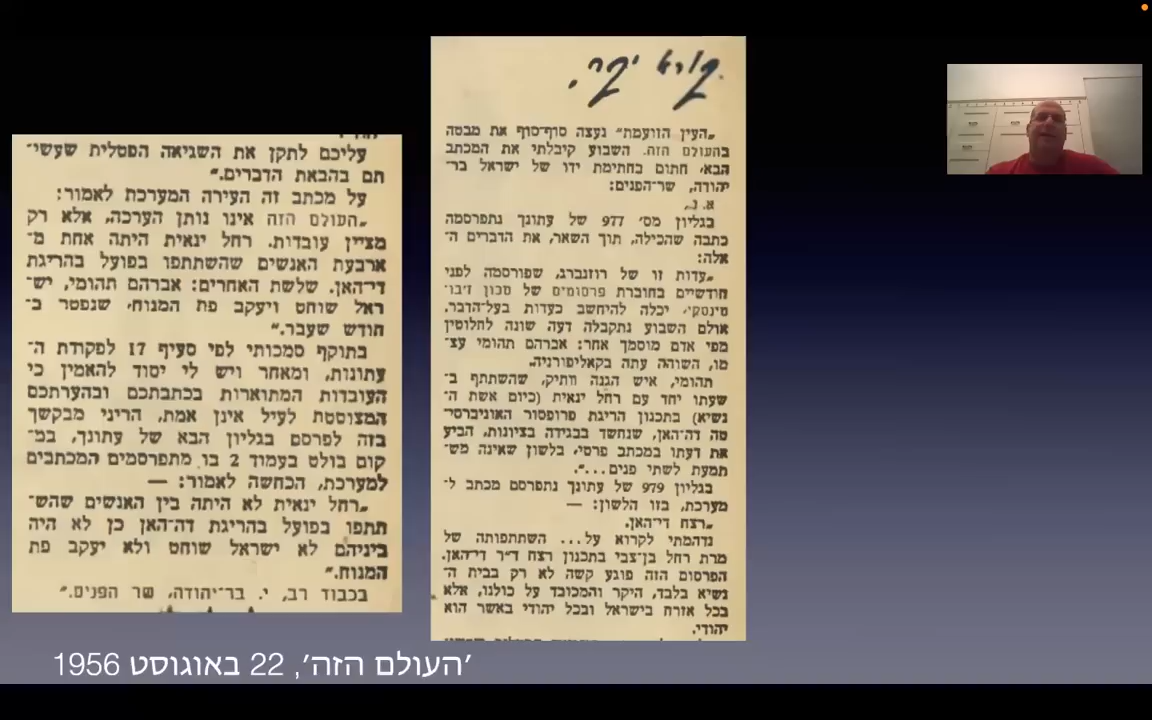 קורא יקר,
„העין הזועמת" נעצה סוף־סוף את מבטה
בהעולם הזה. השבוע קיבלתי את המכתב
הבא, חתום בחתימת ידו של ישראל בר־
יהודה, שר־הפנים:
א. נ.,
בגליון מס' 977 של עתונך נתפרסמה
כתבה שהכילה, תוך השאר, את הדברים ה־
אלה:
„עדות זו של רוזנברג, שפורסמה לפני
חודשיים בחוברת פרסומים של מכון ז'בו־
טינסקי, יכלה להיחשב כעדות בעל־הדבר,
אולם השבוע נתקבלה דעה שונה לחלוטין
מפי אדם מוסמך אחר: אברהם תהומי עצ־
מו, השוהה עתה בקאליפורניה.
תהומי, איש הגנה וותיק, שהשתתף ב־
שעתו יחד עם רחל ינאית (כיום אשת ה־
נשיא) בתכנון הריגת פרופסור האוניברסי־
טה דה־האן, שנחשד בבגידה בציונות, הביע
את דעתו במכתב פרטי, בלשון שאינה מש־
תמעת לשתי פנים...".
בגליון 979 של עתונך נתפרסם מכתב ל־
מערכת, בזו הלשון: —
„רצח די־האן.
נדהמתי לקרוא על... השתתפותה של
מרת רחל בן־צבי בתכנון רצח ד"ר די־האן.
הפרסום הזה פוגע קשה לא רק בבית ה־
נשיא בלבד, היקר והמכובד על כולנו, אלא
בכל אזרח בישראל ובכל יהודי באשר הוא
יהודי.
עליכם לתקן את השגיאה הפטלית שעשי־
תם בהבאת הדברים."
על מכתב זה העירה המערכת לאמור:
„העולם הזה אינו נותן הערכה, אלא רק
מציין עובדות. רחל ינאית היתה אחת מ־
ארבעת האנשים שהשתתפו בפועל בהריגת
די־האן. שלשת האחרים: אברהם תהומי, יש־
ראל שוחט ויעקב פת המנוח, שנפטר ב־
חודש שעבר."
בתוקף סמכותי לפי סעיף 17 לפקודת ה־
עתונות, ומאחר ויש לי יסוד להאמין כי
העובדות המתוארות בכתבתכם ובהערתכם
המצוטטת לעיל אינן אמת, הריני מבקשך
בזה לפרסם בגליון הבא של עתונך, במ־
קום בולט בעמוד 2 בו מתפרסמים המכתבים
למערכת, הכחשה לאמור: —
„רחל ינאית לא היתה בין האנשים שהש־
תתפו בפועל בהריגת דה־האן כן לא היה
ביניהם לא ישראל שוחט ולא יעקב פת
המנוח."
בכבוד רב, י. בר־יהודה, שר הפנים."
'העולם הזה', 22 באוגוסט 1956